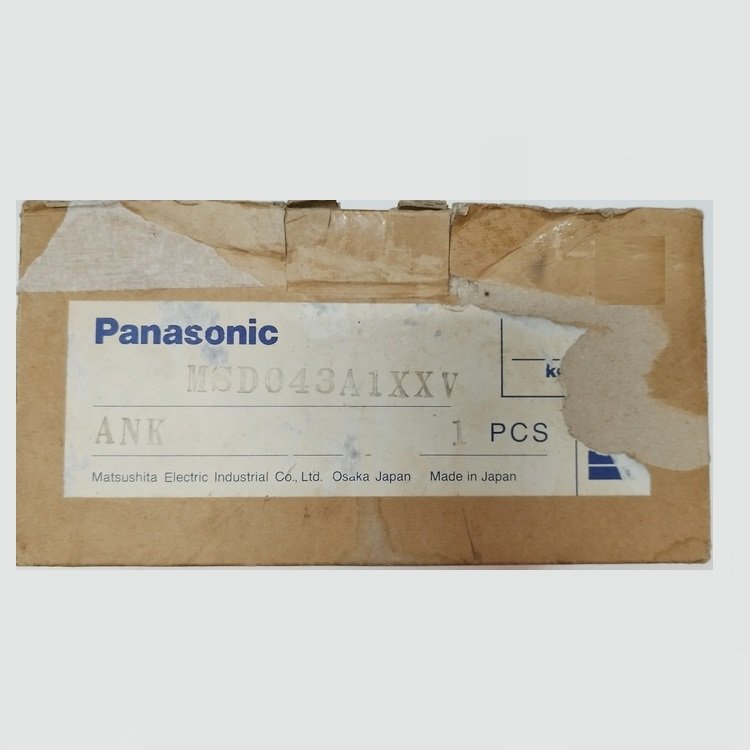 Panasonic
MSD043A1XXV
ANK 1 PCS
Matsushita Electric Industrial Co., Ltd. Osaka Japan Made in Japan